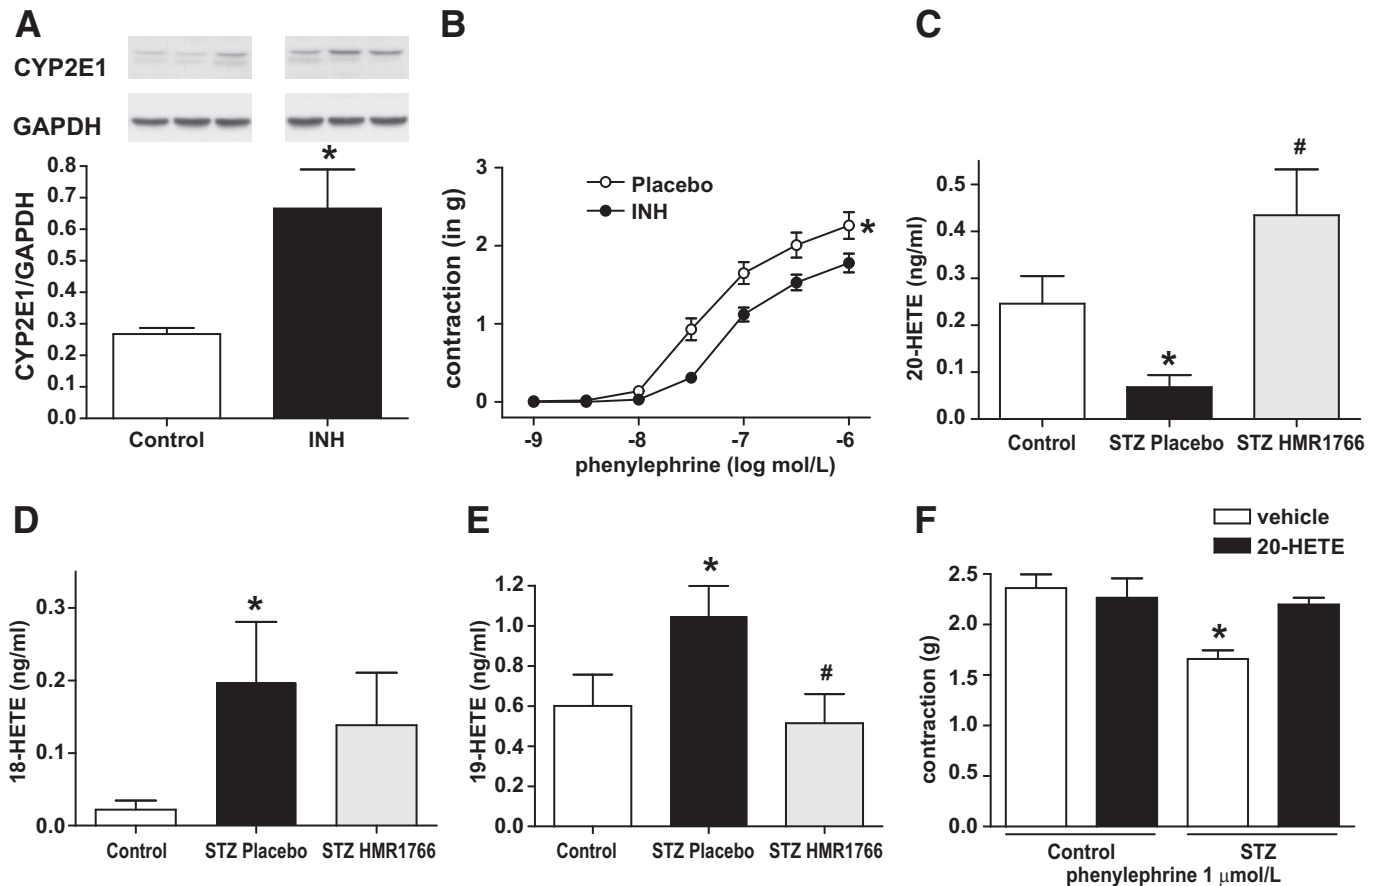 A
CYP2E1
GAPDH
*
CYP2E1/GAPDH
0.8
0.7
0.6
0.5
0.4
0.3
0.2
0.1
0.0
Control INH
B
contraction (in g)
3
2
1
0
Placebo
INH
*
-9 -8 -7 -6
phenylephrine (log mol/L)
C
20-HETE (ng/ml)
0.5
0.4
0.3
0.2
0.1
0.0
*
#
Control STZ Placebo STZ HMR1766
D
18-HETE (ng/ml)
0.3
0.2
0.1
0.0
*
Control STZ Placebo STZ HMR1766
E
19-HETE (ng/ml)
1.2
1.0
0.8
0.6
0.4
0.2
0.0
*
#
Control STZ Placebo STZ HMR1766
F
vehicle
20-HETE
contraction (g)
2.5
2.0
1.5
1.0
0.5
0.0
*
Control STZ
phenylephrine 1 μmol/L